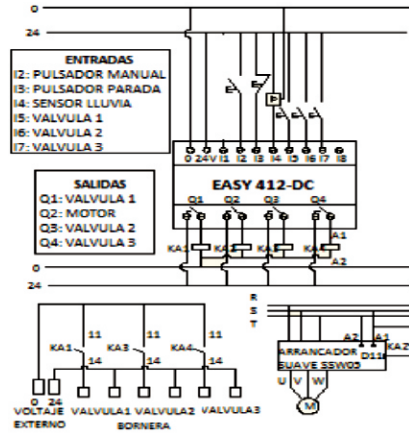 0
24
ENTRADAS
I2: PULSADOR MANUAL
I3: PULSADOR PARADA
I4: SENSOR LLUVIA
I5: VALVULA 1
I6: VALVULA 2
I7: VALVULA 3
0 24V I1 I2 I3 I4 I5 I6 I7 I8
EASY 412-DC
Q1 Q2 Q3 Q4
SALIDAS
Q1: VALVULA 1
Q2: MOTOR
Q3: VALVULA 2
Q4: VALVULA 3
KA1 A1
A2
0
24
R
S
T
11 11 11
KA1 KA3 KA4
14 14 14
A2 A1
D11 KA2
ARRANCADOR
SUAVE SSW05
U V W
M
0 24
VOLTAJE EXTERNO
VALVULA1 VALVULA2 VALVULA3
BORNERA